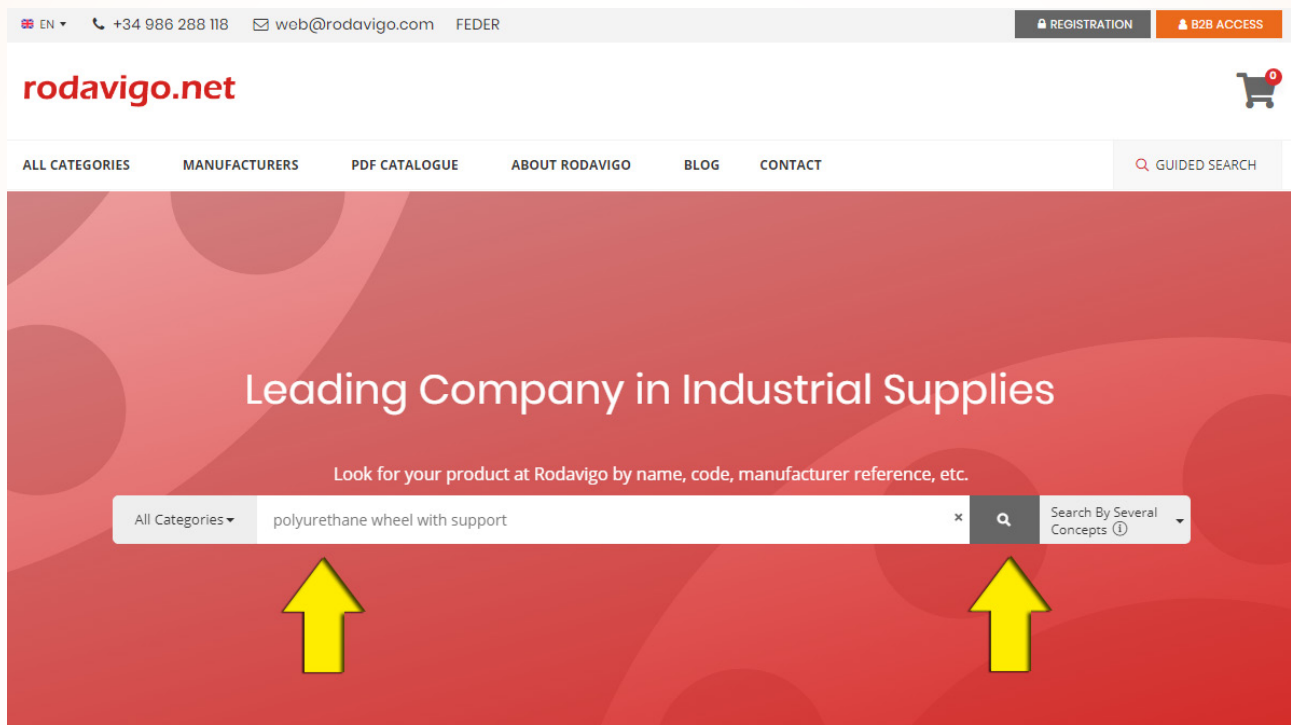 EN +34 986 288 118 web@rodavigo.com FEDER REGISTRATION B2B ACCESS
rodavigo.net 0
ALL CATEGORIES MANUFACTURERS PDF CATALOGUE ABOUT RODAVIGO BLOG CONTACT GUIDED SEARCH
Leading Company in Industrial Supplies
Look for your product at Rodavigo by name, code, manufacturer reference, etc.
All Categories polyurethane wheel with support × Search By Several
Concepts i